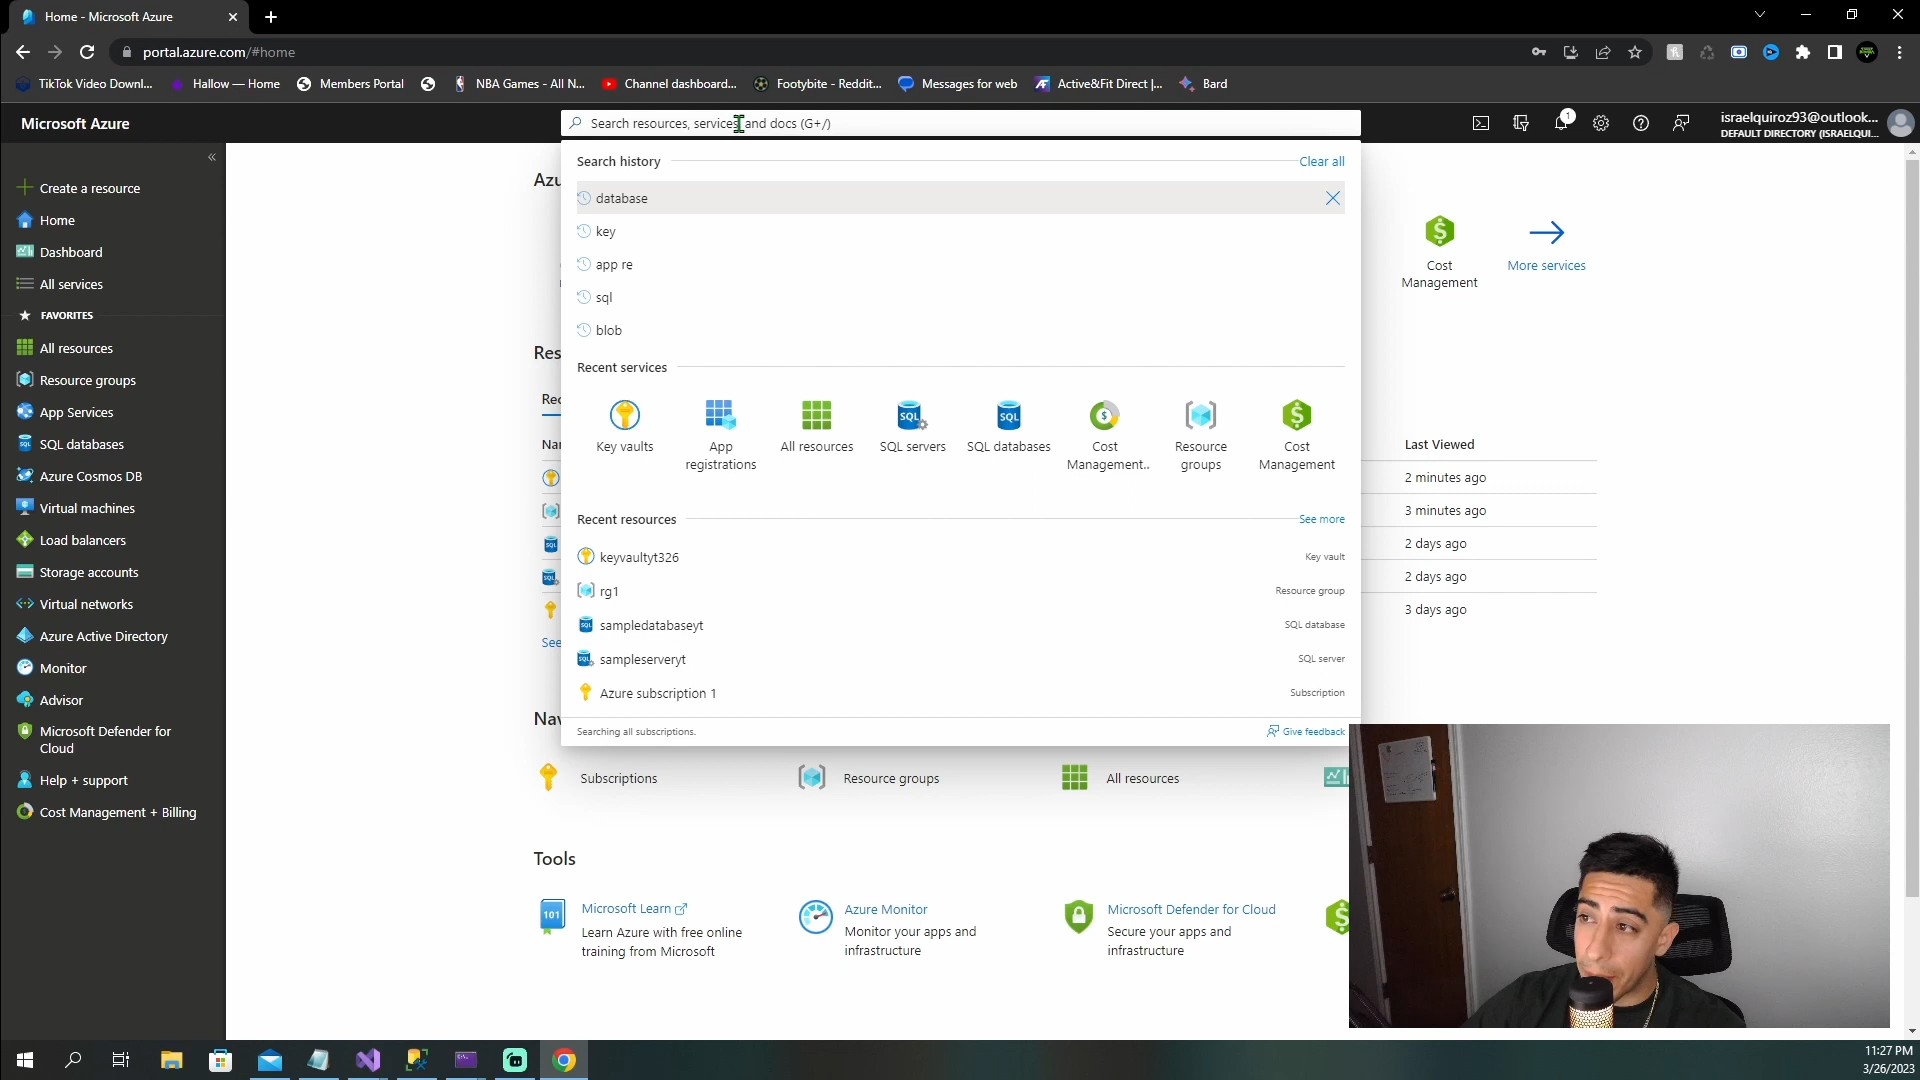 Home - Microsoft Azure
portal.azure.com/#home
TikTok Video Downl...
Hallow — Home
Members Portal
NBA Games - All N...
Channel dashboard...
Footybite - Reddit...
Messages for web
Active&Fit Direct |...
Bard
Microsoft Azure
Search resources, services, and docs (G+/)
1
israelquiroz93@outlook....
DEFAULT DIRECTORY (ISRAELQUI...
Create a resource
Home
Dashboard
All services
FAVORITES
All resources
Resource groups
App Services
SQL databases
Azure Cosmos DB
Virtual machines
Load balancers
Storage accounts
Virtual networks
Azure Active Directory
Monitor
Advisor
Microsoft Defender for
Cloud
Help + support
Cost Management + Billing
Search history
Clear all
database
key
app re
sql
blob
Recent services
Key vaults
App
registrations
All resources
SQL servers
SQL databases
Cost
Management..
Resource
groups
Cost
Management
Recent resources
See more
keyvaultyt326
Key vault
rg1
Resource group
sampledatabaseyt
SQL database
sampleserveryt
SQL server
Azure subscription 1
Subscription
Searching all subscriptions.
Give feedback
Azu
Cost
Management
More services
Res
Rec
Nar
Last Viewed
2 minutes ago
3 minutes ago
2 days ago
2 days ago
3 days ago
See
Nav
Subscriptions
Resource groups
All resources
Tools
Microsoft Learn
Learn Azure with free online
training from Microsoft
Azure Monitor
Monitor your apps and
infrastructure
Microsoft Defender for Cloud
Secure your apps and
infrastructure
11:27 PM
3/26/2023